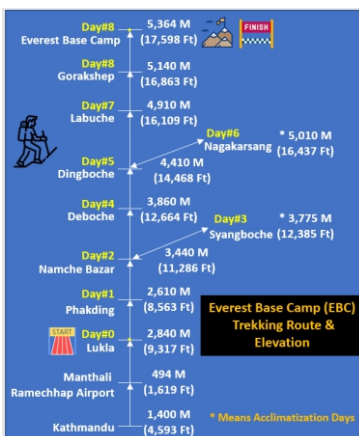 Day#8
Everest Base Camp
5,364 M
(17,598 Ft)
FINISH
Day#8
Gorakshep
5,140 M
(16,863 Ft)
Day#7
Labuche
4,910 M
(16,109 Ft)
Day#6
Nagakarsang
* 5,010 M
(16,437 Ft)
Day#5
Dingboche
4,410 M
(14,468 Ft)
Day#4
Deboche
3,860 M
(12,664 Ft)
Day#3
Syangboche
* 3,775 M
(12,385 Ft)
Day#2
Namche Bazar
3,440 M
(11,286 Ft)
Day#1
Phakding
2,610 M
(8,563 Ft)
Everest Base Camp (EBC)
Trekking Route &
Elevation
START
Day#0
Lukla
2,840 M
(9,317 Ft)
Manthali
Ramechhap Airport
494 M
(1,619 Ft)
Kathmandu
1,400 M
(4,593 Ft)
* Means Acclimatization Days